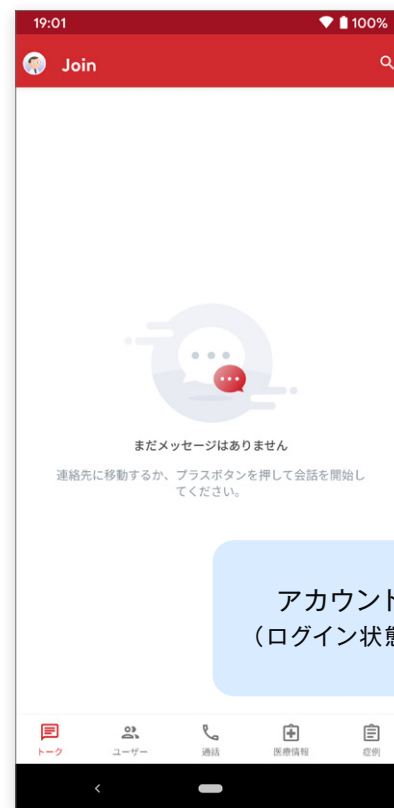 19:01 100%
Join
まだメッセージはありません
連絡先に移動するか、プラスボタンを押して会話を開始し
てください。
アカウント
（ログイン状態
トーク ユーザー 通話 医療情報 症例